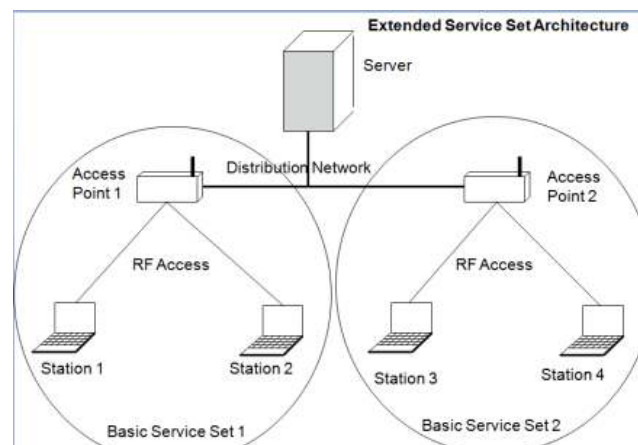 Extended Service Set Architecture
Server
Distribution Network
Access
Point 1
Access
Point 2
RF Access
RF Access
Station 1
Station 2
Station 3
Station 4
Basic Service Set 1
Basic Service Set 2